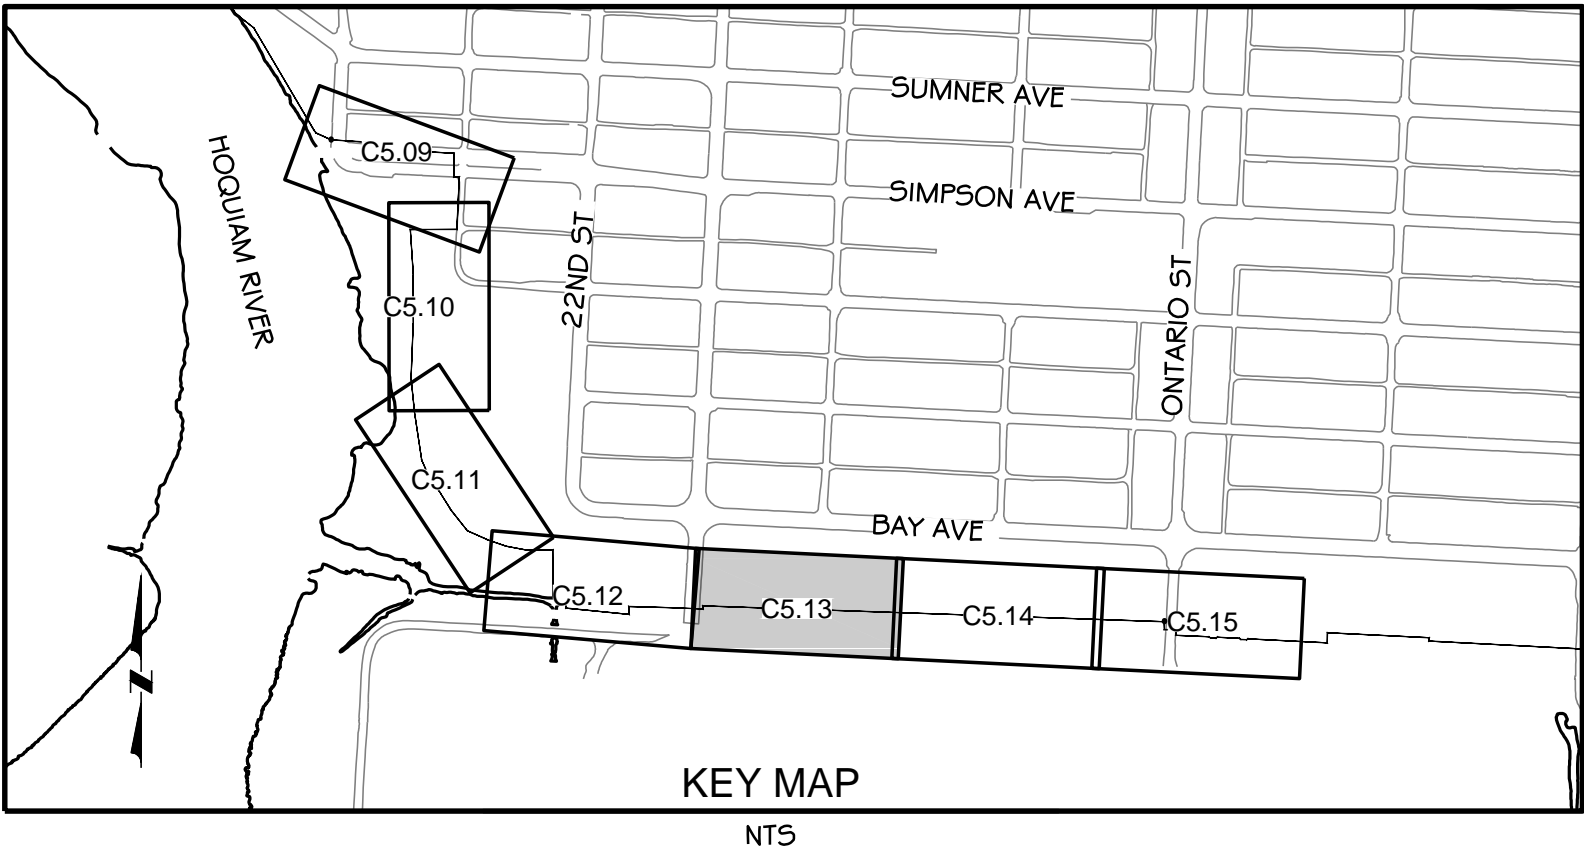 SUMNER AVE
HOQUIAM RIVER
C5.09
SIMPSON AVE
22ND ST
ONTARIO ST
C5.10
C5.11
BAY AVE
C5.12
C5.13
C5.14
C5.15
N
KEY MAP
NTS